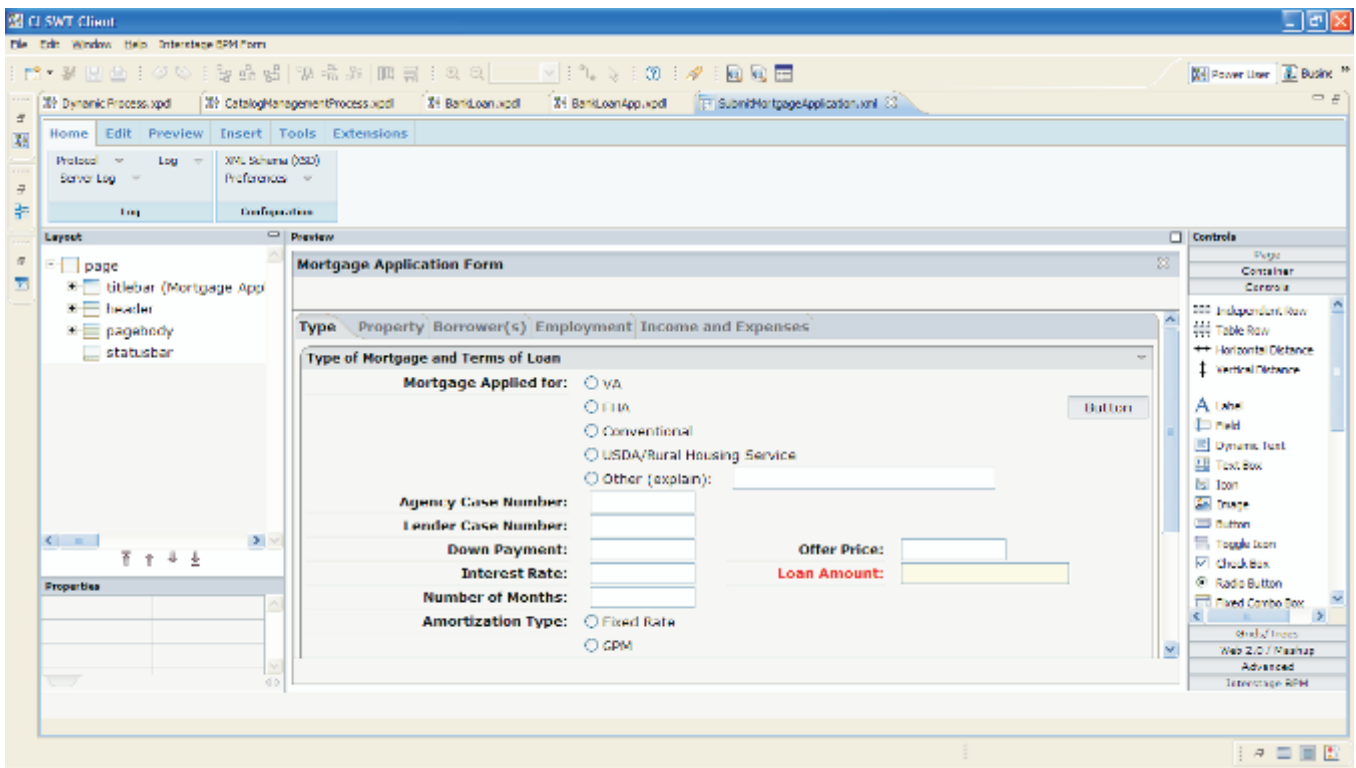 CI SWT Client
File Edit Window Help Interstage BPM Form
Power User Busine
DynamicProcess.xpdl CatalogManagementProcess.xpdl BankLoan.xpdl BankLoanApp.xpdl SubmitMortgageApplication.xml
Home Edit Preview Insert Tools Extensions
Protocol Log XML Schema (XSD)
Server Log Preferences
Log Configuration
Layout Preview Controls
Page
page Mortgage Application Form Container
Controls
titlebar (Mortgage Appl
header Independent Row
pagebody Type Property Borrower(s) Employment Income and Expenses Table Row
statusbar Type of Mortgage and Terms of Loan Horizontal Distance
Vertical Distance
Mortgage Applied for: VA
FHA Button Label
Conventional Field
USDA/Rural Housing Service Dynamic Text
Text Box
Other (explain): Icon
Agency Case Number: Image
Lender Case Number: Button
Down Payment: Offer Price: Toggle Icon
Check Box
Interest Rate: Loan Amount: Radio Button
Properties
Number of Months: Fixed Combo Box
Amortization Type: Fixed Rate
Grids/Trees
GPM Web 2.0 / Mashup
Advanced
Interstage BPM